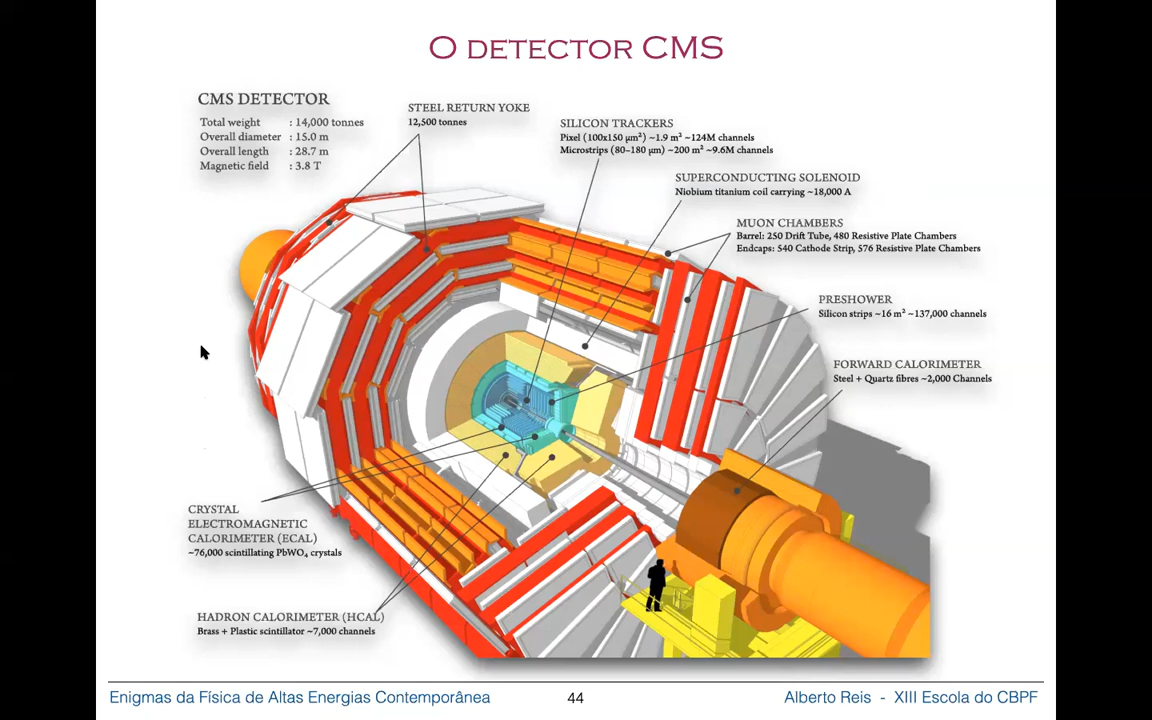 O DETECTOR CMS
CMS DETECTOR
Total weight : 14,000 tonnes
Overall diameter : 15.0 m
Overall length : 28.7 m
Magnetic field : 3.8 T
STEEL RETURN YOKE
12,500 tonnes
SILICON TRACKERS
Pixel (100x150 μm²) ~1.9 m² ~124M channels
Microstrips (80–180 μm) ~200 m² ~9.6M channels
SUPERCONDUCTING SOLENOID
Niobium titanium coil carrying ~18,000 A
MUON CHAMBERS
Barrel: 250 Drift Tube, 480 Resistive Plate Chambers
Endcaps: 540 Cathode Strip, 576 Resistive Plate Chambers
PRESHOWER
Silicon strips ~16 m² ~137,000 channels
FORWARD CALORIMETER
Steel + Quartz fibres ~2,000 Channels
CRYSTAL
ELECTROMAGNETIC
CALORIMETER (ECAL)
~76,000 scintillating PbWO₄ crystals
HADRON CALORIMETER (HCAL)
Brass + Plastic scintillator ~7,000 channels
Enigmas da Física de Altas Energias Contemporânea 44 Alberto Reis - XIII Escola do CBPF